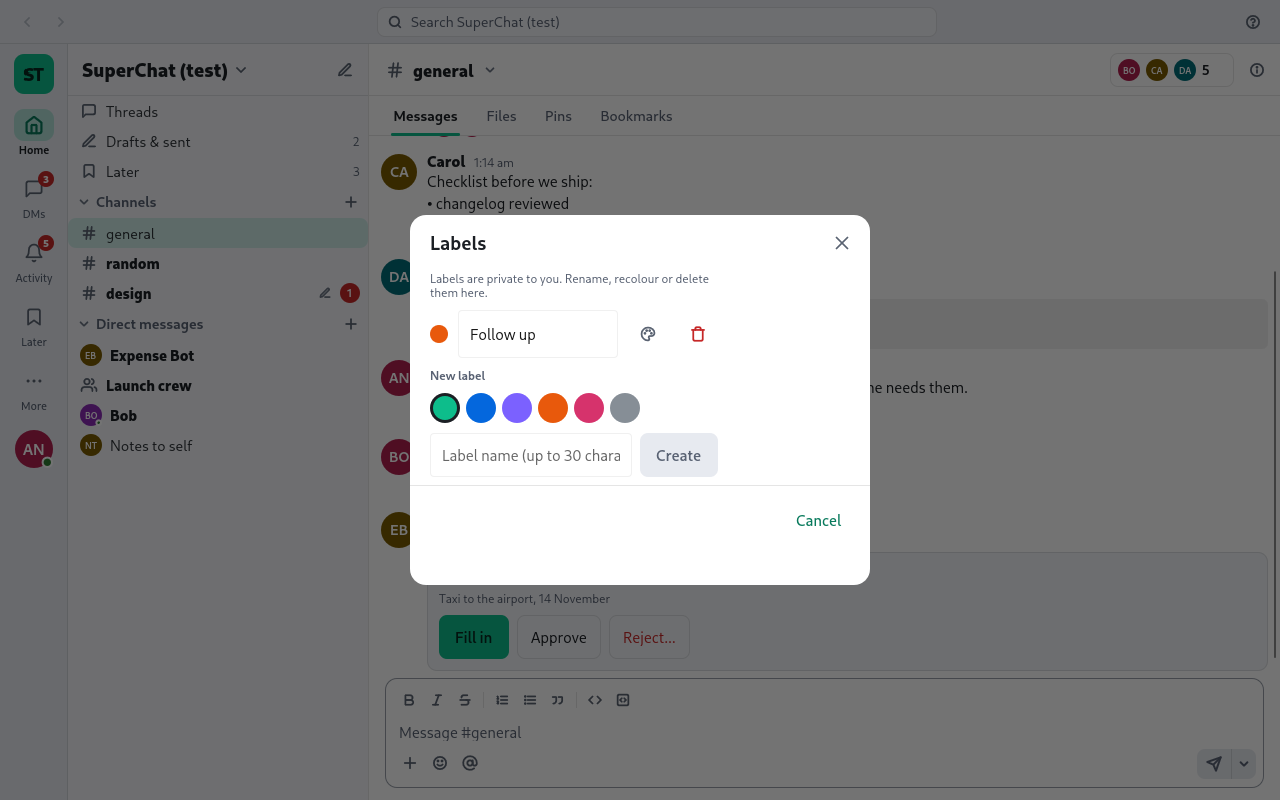 Search SuperChat (test)
ST
SuperChat (test)
general
BO
CA
DA
5
Home
DMs
3
Activity
5
Later
More
AN
Threads
Drafts & sent
2
Later
3
Channels
general
random
design
1
Direct messages
EB
Expense Bot
Launch crew
BO
Bob
NT
Notes to self
Messages
Files
Pins
Bookmarks
CA
Carol 1:14 am
Checklist before we ship:
• changelog reviewed
DA
AN
ne needs them.
BO
EB
Labels
Labels are private to you. Rename, recolour or delete
them here.
Follow up
New label
Label name (up to 30 chara
Create
Cancel
Taxi to the airport, 14 November
Fill in
Approve
Reject...
Message #general